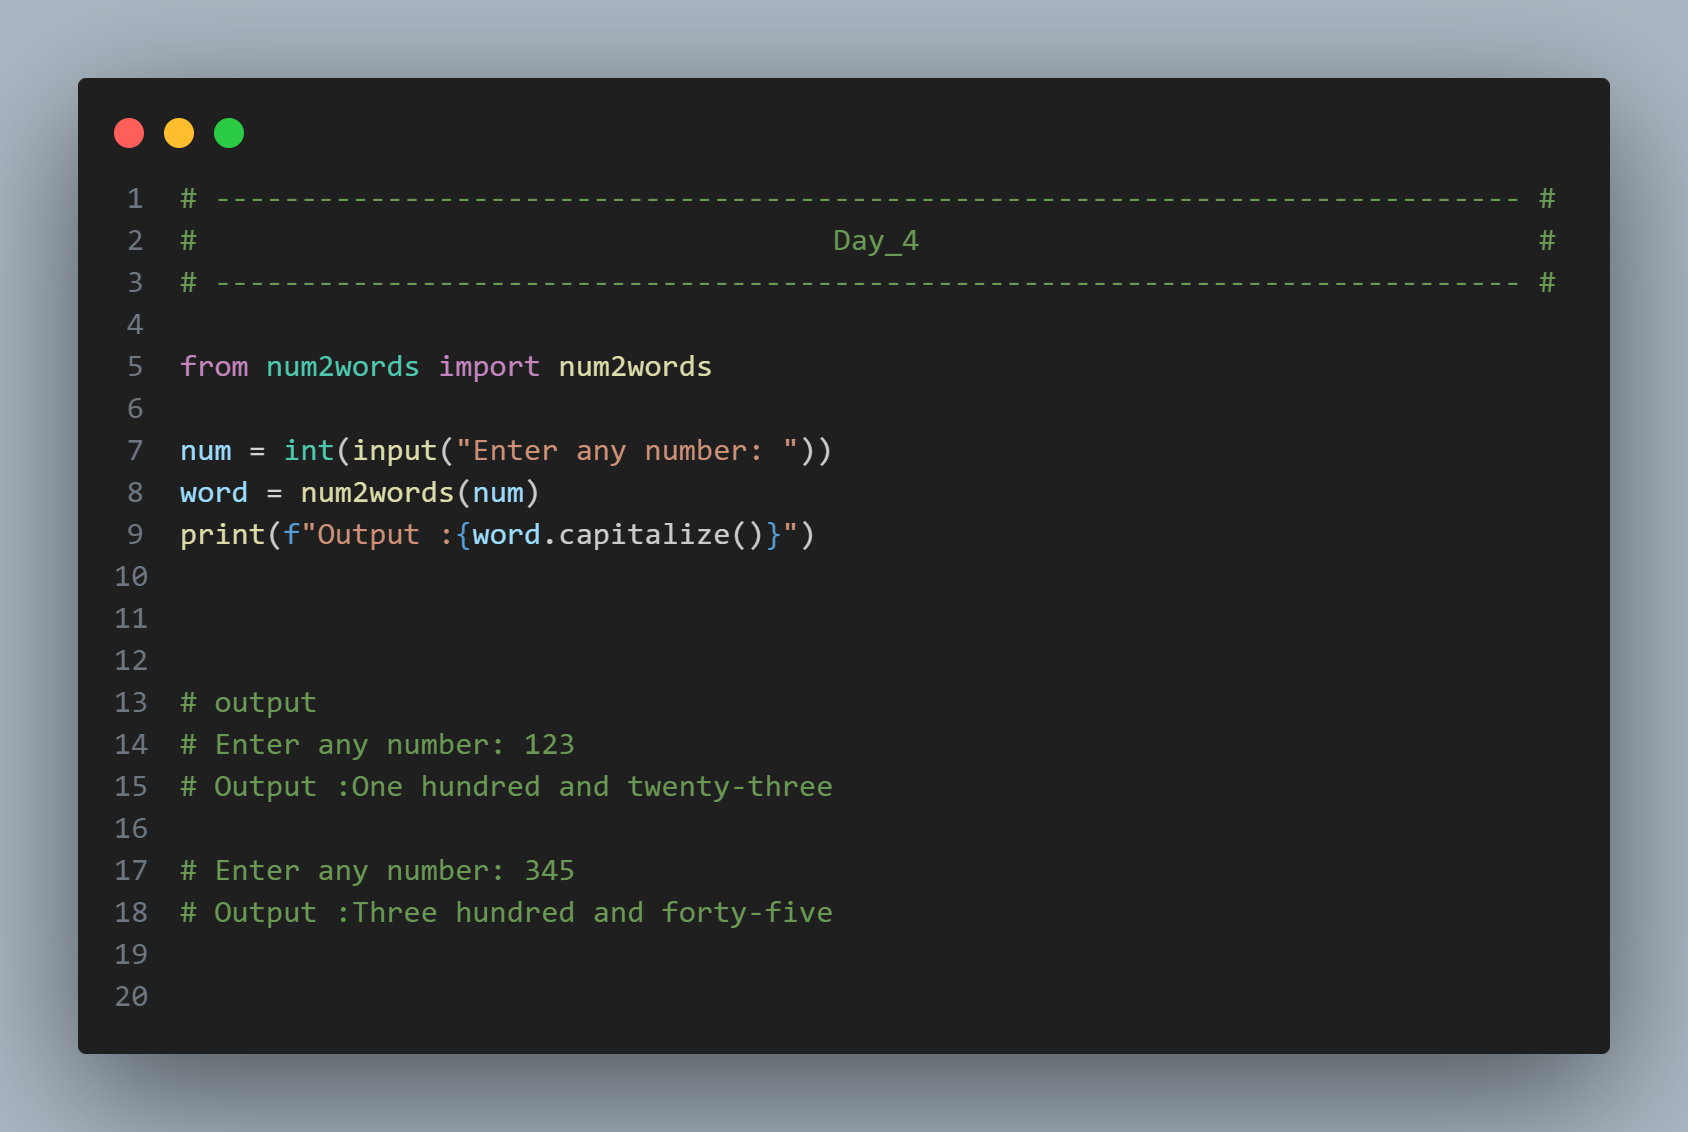 1 # ---------------------------------------------------------------------------- #
2 #                                     Day_4                                    #
3 # ---------------------------------------------------------------------------- #
4
5 from num2words import num2words
6
7 num = int(input("Enter any number: "))
8 word = num2words(num)
9 print(f"Output :{word.capitalize()}")
10
11
12
13 # output
14 # Enter any number: 123
15 # Output :One hundred and twenty-three
16
17 # Enter any number: 345
18 # Output :Three hundred and forty-five
19
20